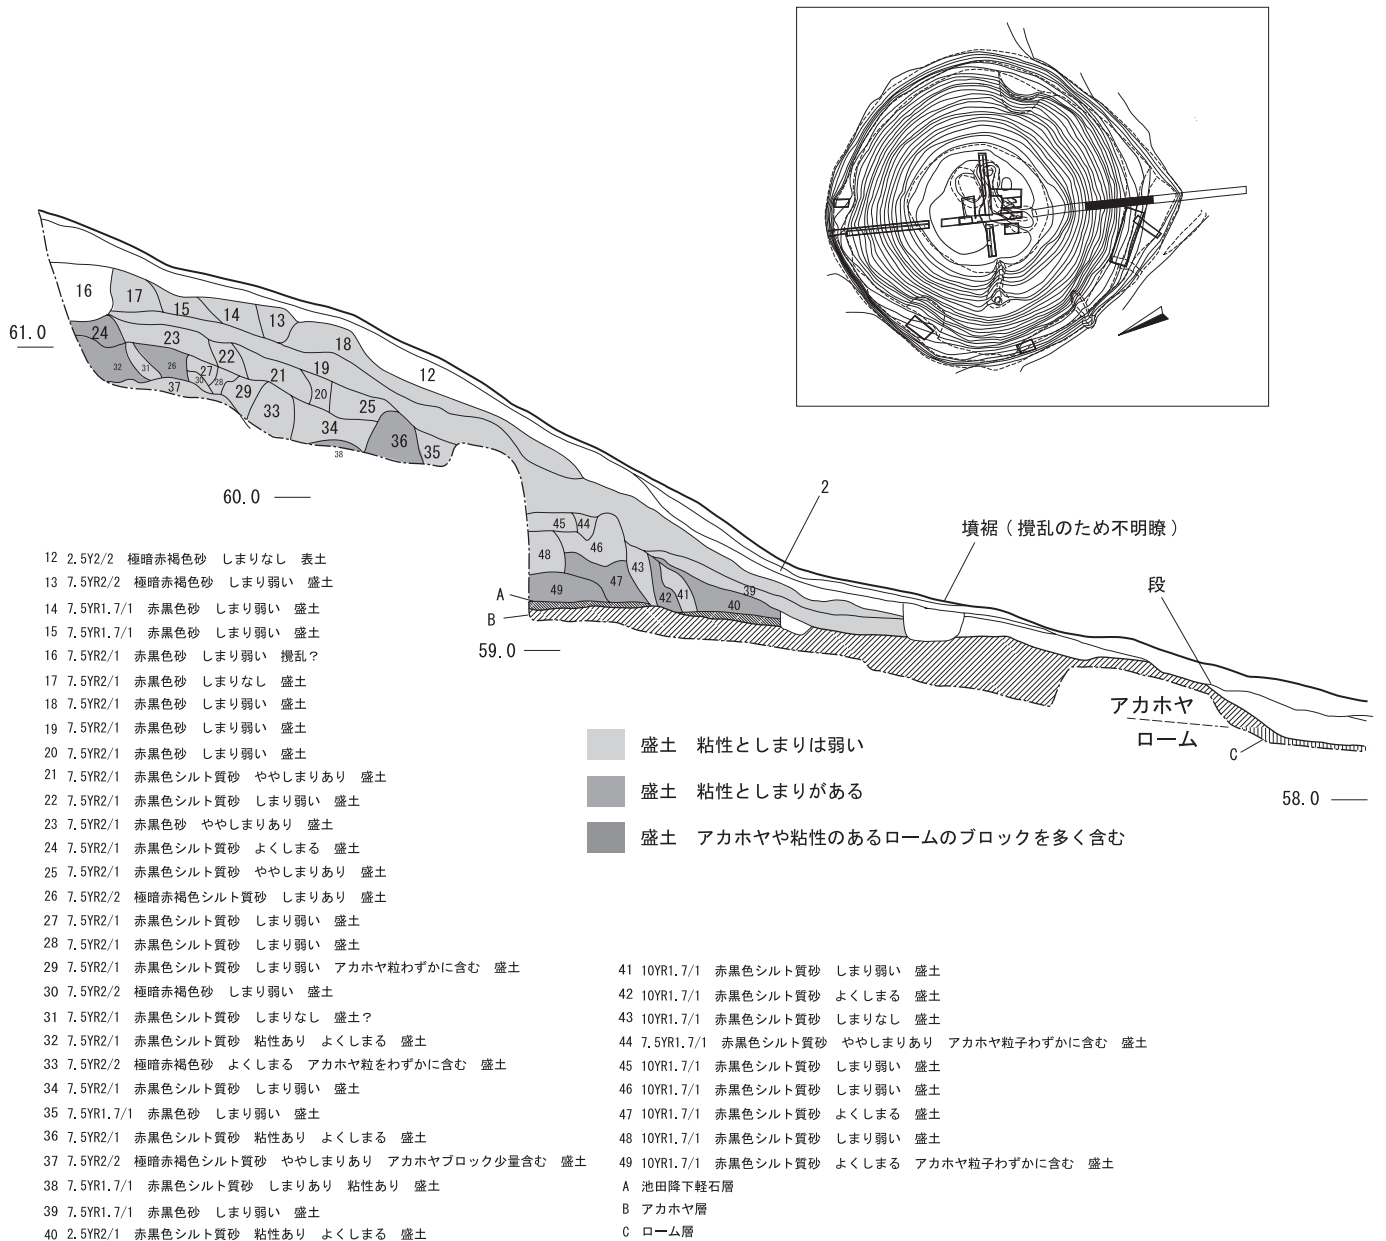 16
17
15
14
13
18
12
61.0
24
23
22
19
32
31
26
27
30
28
21
20
37
29
33
25
34
36
35
38
60.0
2
墳裾（攪乱のため不明瞭）
45
44
46
48
43
47
49
42
41
39
40
A
B
段
59.0
アカホヤ
ローム
C
58.0
盛土　粘性としまりは弱い
盛土　粘性としまりがある
盛土　アカホヤや粘性のあるロームのブロックを多く含む
12 2.5Y2/2　極暗赤褐色砂　しまりなし　表土
13 7.5YR2/2　極暗赤褐色砂　しまり弱い　盛土
14 7.5YR1.7/1　赤黒色砂　しまり弱い　盛土
15 7.5YR1.7/1　赤黒色砂　しまり弱い　盛土
16 7.5YR2/1　赤黒色砂　しまり弱い　攪乱？
17 7.5YR2/1　赤黒色砂　しまりなし　盛土
18 7.5YR2/1　赤黒色砂　しまり弱い　盛土
19 7.5YR2/1　赤黒色砂　しまり弱い　盛土
20 7.5YR2/1　赤黒色砂　しまり弱い　盛土
21 7.5YR2/1　赤黒色シルト質砂　ややしまりあり　盛土
22 7.5YR2/1　赤黒色シルト質砂　しまり弱い　盛土
23 7.5YR2/1　赤黒色砂　ややしまりあり　盛土
24 7.5YR2/1　赤黒色シルト質砂　よくしまる　盛土
25 7.5YR2/1　赤黒色シルト質砂　ややしまりあり　盛土
26 7.5YR2/2　極暗赤褐色シルト質砂　しまりあり　盛土
27 7.5YR2/1　赤黒色シルト質砂　しまり弱い　盛土
28 7.5YR2/1　赤黒色シルト質砂　しまり弱い　盛土
29 7.5YR2/1　赤黒色シルト質砂　しまり弱い　アカホヤ粒わずかに含む　盛土
30 7.5YR2/2　極暗赤褐色砂　しまり弱い　盛土
31 7.5YR2/1　赤黒色シルト質砂　しまりなし　盛土？
32 7.5YR2/1　赤黒色シルト質砂　粘性あり　よくしまる　盛土
33 7.5YR2/2　極暗赤褐色砂　よくしまる　アカホヤ粒をわずかに含む　盛土
34 7.5YR2/1　赤黒色シルト質砂　しまり弱い　盛土
35 7.5YR1.7/1　赤黒色砂　しまり弱い　盛土
36 7.5YR2/1　赤黒色シルト質砂　粘性あり　よくしまる　盛土
37 7.5YR2/2　極暗赤褐色シルト質砂　ややしまりあり　アカホヤブロック少量含む　盛土
38 7.5YR1.7/1　赤黒色シルト質砂　しまりあり　粘性あり　盛土
39 7.5YR1.7/1　赤黒色砂　しまり弱い　盛土
40 2.5YR2/1　赤黒色シルト質砂　粘性あり　よくしまる　盛土
41 10YR1.7/1　赤黒色シルト質砂　しまり弱い　盛土
42 10YR1.7/1　赤黒色シルト質砂　よくしまる　盛土
43 10YR1.7/1　赤黒色シルト質砂　しまりなし　盛土
44 7.5YR1.7/1　赤黒色シルト質砂　ややしまりあり　アカホヤ粒子わずかに含む　盛土
45 10YR1.7/1　赤黒色シルト質砂　しまり弱い　盛土
46 10YR1.7/1　赤黒色シルト質砂　しまり弱い　盛土
47 10YR1.7/1　赤黒色シルト質砂　よくしまる　盛土
48 10YR1.7/1　赤黒色シルト質砂　しまり弱い　盛土
49 10YR1.7/1　赤黒色シルト質砂　よくしまる　アカホヤ粒子わずかに含む　盛土
A　池田降下軽石層
B　アカホヤ層
C　ローム層